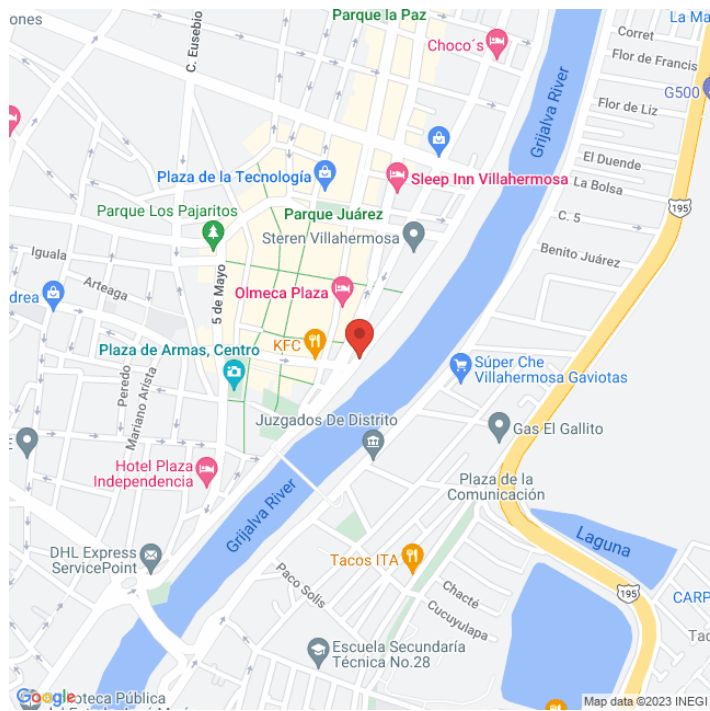 Parque la Paz
La Ma
Corret
iones
Choco´s
Flor de Francis
C. Eusebio
G500
Flor de Liz
Grijalva River
El Duende
Plaza de la Tecnología
Sleep Inn Villahermosa
La Bolsa
195
Parque Los Pajaritos
Parque Juárez
C. 5
Steren Villahermosa
Iguala
Benito Juárez
Arteaga
5 de Mayo
Olmeca Plaza
drea
KFC
Plaza de Armas, Centro
Súper Che
Villahermosa Gaviotas
Peredo
Mariano Arista
Juzgados De Distrito
Gas El Gallito
E
Hotel Plaza
Independencia
Plaza de la
Comunicación
Grijalva River
Laguna
DHL Express
ServicePoint
Tacos ITA
Paco Solís
Chacté
195
CARP
Cucuyulapa
Tac
Escuela Secundaría
Técnica No.28
Google
oteca Pública
Map data ©2023 INEGI